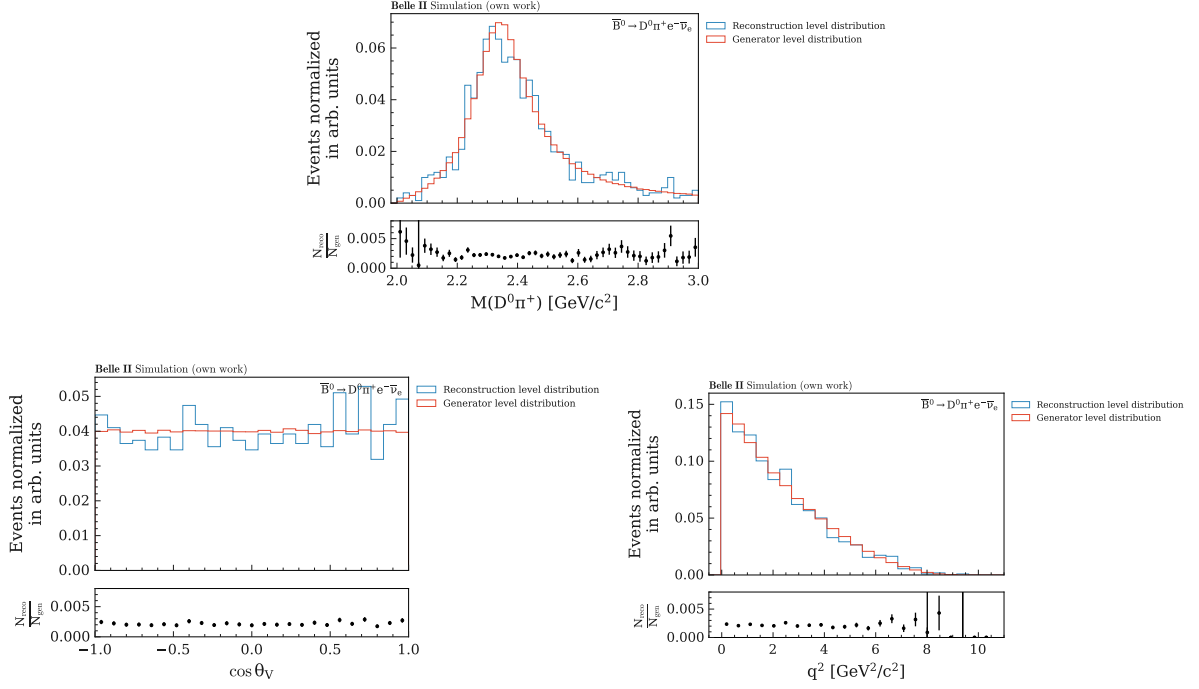 Belle II Simulation (own work)
B̅⁰ → D⁰π⁺e⁻ν̅ₑ
Reconstruction level distribution
Generator level distribution
Events normalized
in arb. units
0.06
0.04
0.02
0.00
N_reco
N_gen
0.005
0.000
2.0 2.2 2.4 2.6 2.8 3.0
M(D⁰π⁺) [GeV/c²]
Belle II Simulation (own work)
B̅⁰ → D⁰π⁺e⁻ν̅ₑ
Reconstruction level distribution
Generator level distribution
Events normalized
in arb. units
0.05
0.04
0.03
0.02
0.01
0.00
N_reco
N_gen
0.005
0.000
−1.0 −0.5 0.0 0.5 1.0
cos θ_V
Belle II Simulation (own work)
B̅⁰ → D⁰π⁺e⁻ν̅ₑ
Reconstruction level distribution
Generator level distribution
Events normalized
in arb. units
0.15
0.10
0.05
0.00
N_reco
N_gen
0.005
0.000
0 2 4 6 8 10
q² [GeV²/c²]